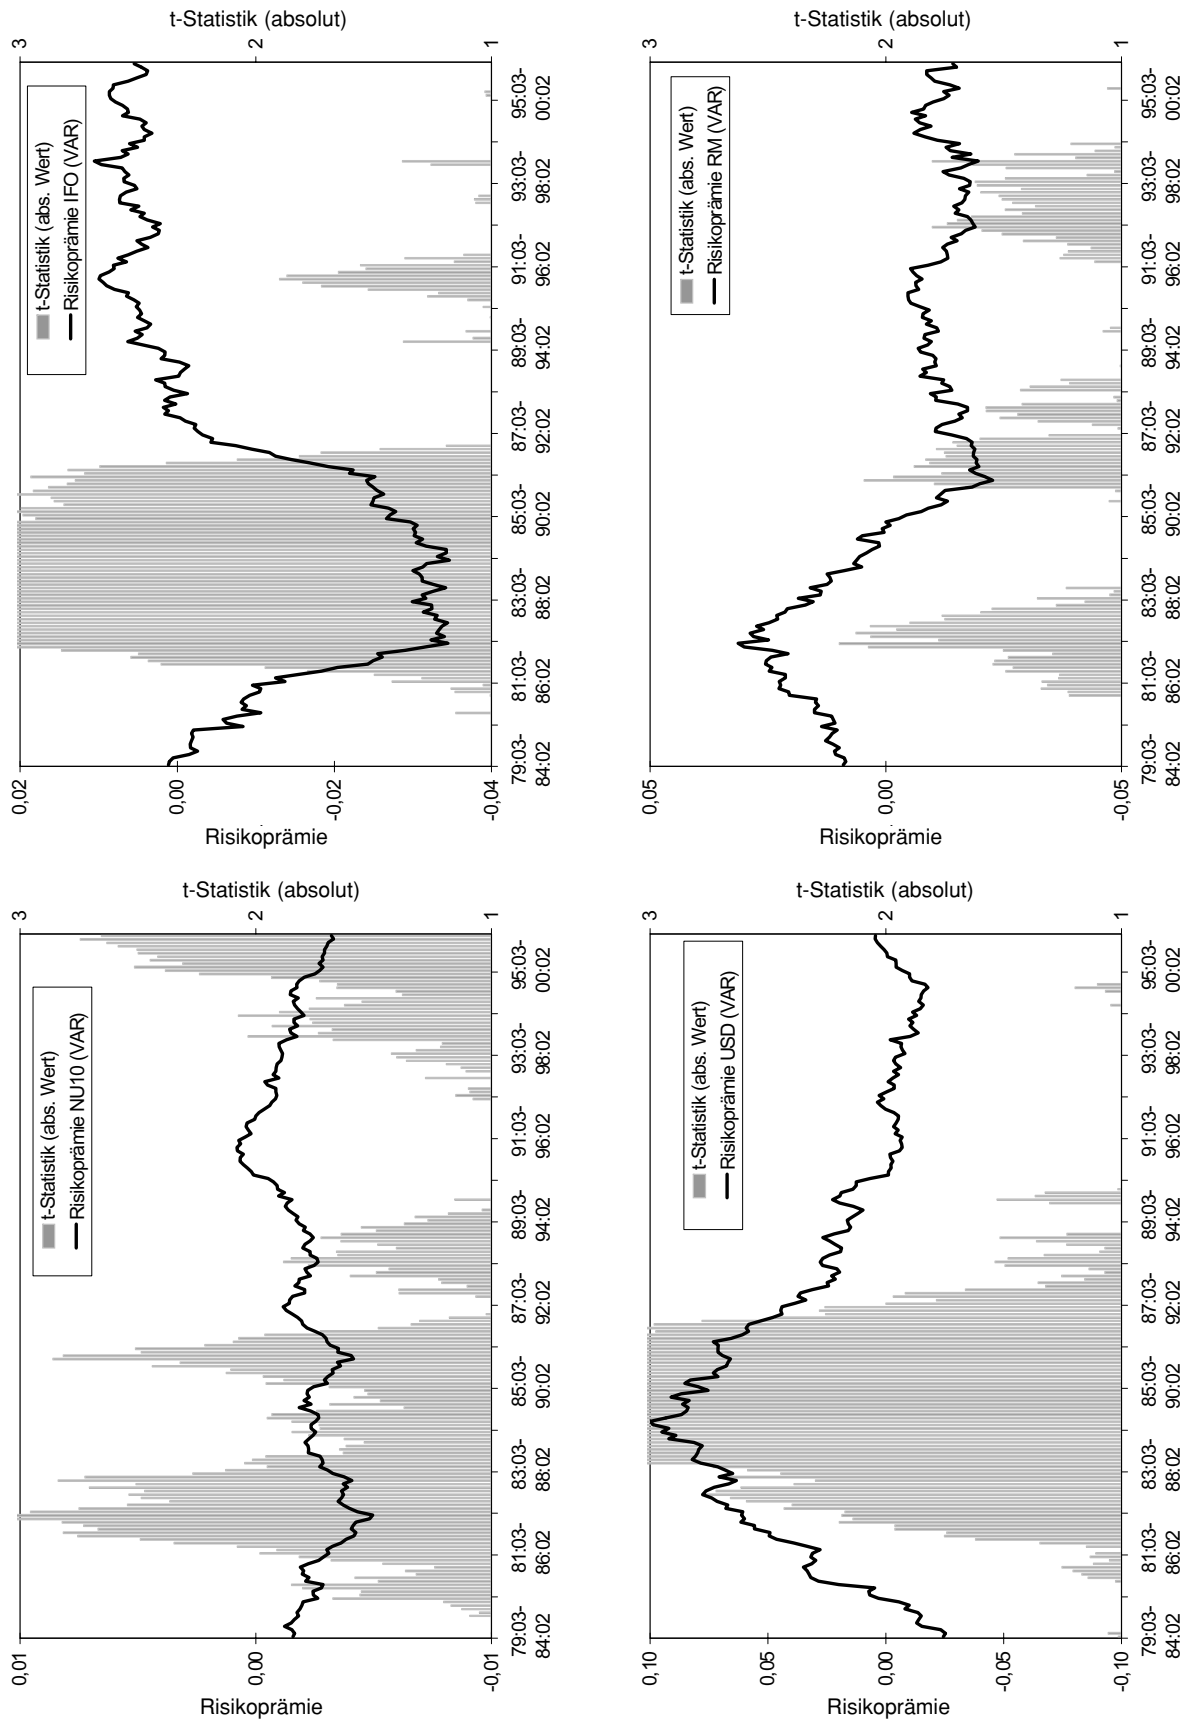 Risikoprämie
0,01
0,00
-0,01
t-Statistik (abs. Wert)
Risikoprämie NU10 (VAR)
3
2
1
t-Statistik (absolut)
79:03- 81:03- 83:03- 85:03- 87:03- 89:03- 91:03- 93:03- 95:03-
84:02 86:02 88:02 90:02 92:02 94:02 96:02 98:02 00:02
Risikoprämie
0,02
0,00
-0,02
-0,04
t-Statistik (abs. Wert)
Risikoprämie IFO (VAR)
3
2
1
t-Statistik (absolut)
79:03- 81:03- 83:03- 85:03- 87:03- 89:03- 91:03- 93:03- 95:03-
84:02 86:02 88:02 90:02 92:02 94:02 96:02 98:02 00:02
Risikoprämie
0,10
0,05
0,00
-0,05
-0,10
t-Statistik (abs. Wert)
Risikoprämie USD (VAR)
3
2
1
t-Statistik (absolut)
79:03- 81:03- 83:03- 85:03- 87:03- 89:03- 91:03- 93:03- 95:03-
84:02 86:02 88:02 90:02 92:02 94:02 96:02 98:02 00:02
Risikoprämie
0,05
0,00
-0,05
t-Statistik (abs. Wert)
Risikoprämie RM (VAR)
3
2
1
t-Statistik (absolut)
79:03- 81:03- 83:03- 85:03- 87:03- 89:03- 91:03- 93:03- 95:03-
84:02 86:02 88:02 90:02 92:02 94:02 96:02 98:02 00:02